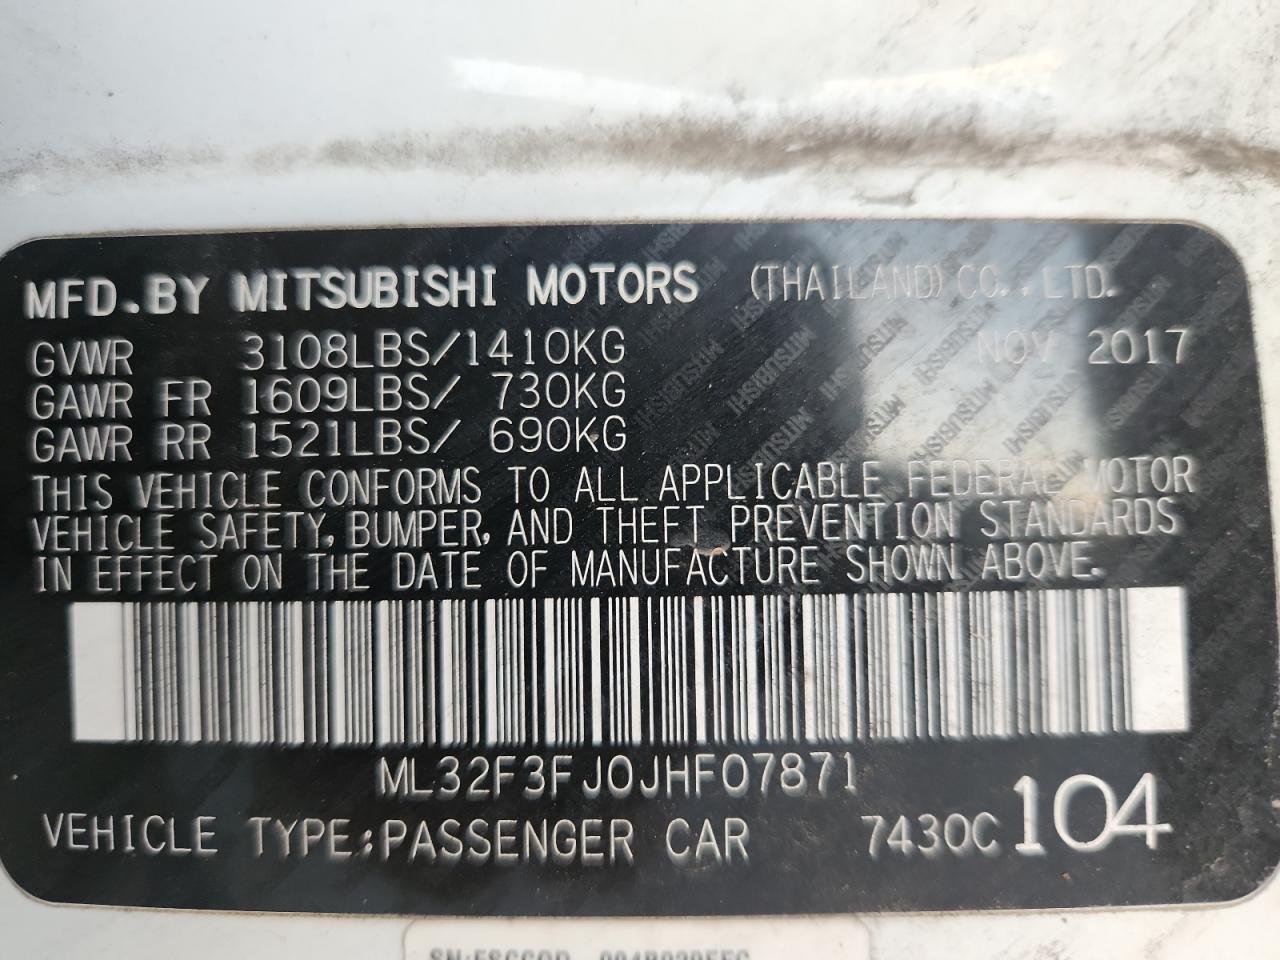 MFD.BY MITSUBISHI MOTORS (THAILAND) CO.,LTD.
GVWR 3108LBS/1410KG NOV 2017
GAWR FR 1609LBS/ 730KG
GAWR RR 1521LBS/ 690KG
THIS VEHICLE CONFORMS TO ALL APPLICABLE FEDERAL MOTOR
VEHICLE SAFETY, BUMPER, AND THEFT PREVENTION STANDARDS
IN EFFECT ON THE DATE OF MANUFACTURE SHOWN ABOVE.
ML32F3FJ0JHF07871
VEHICLE TYPE:PASSENGER CAR 7430C 104